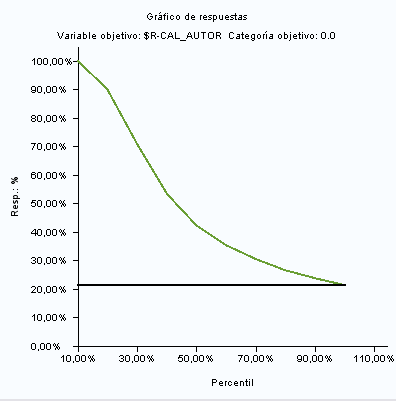 Gráfico de respuestas
Variable objetivo: $R-CAL_AUTOR Categoría objetivo: 0.0
100,00%
90,00%
80,00%
70,00%
60,00%
50,00%
40,00%
30,00%
20,00%
10,00%
0,00%
Resp.: %
10,00% 30,00% 50,00% 70,00% 90,00% 110,00%
Percentil